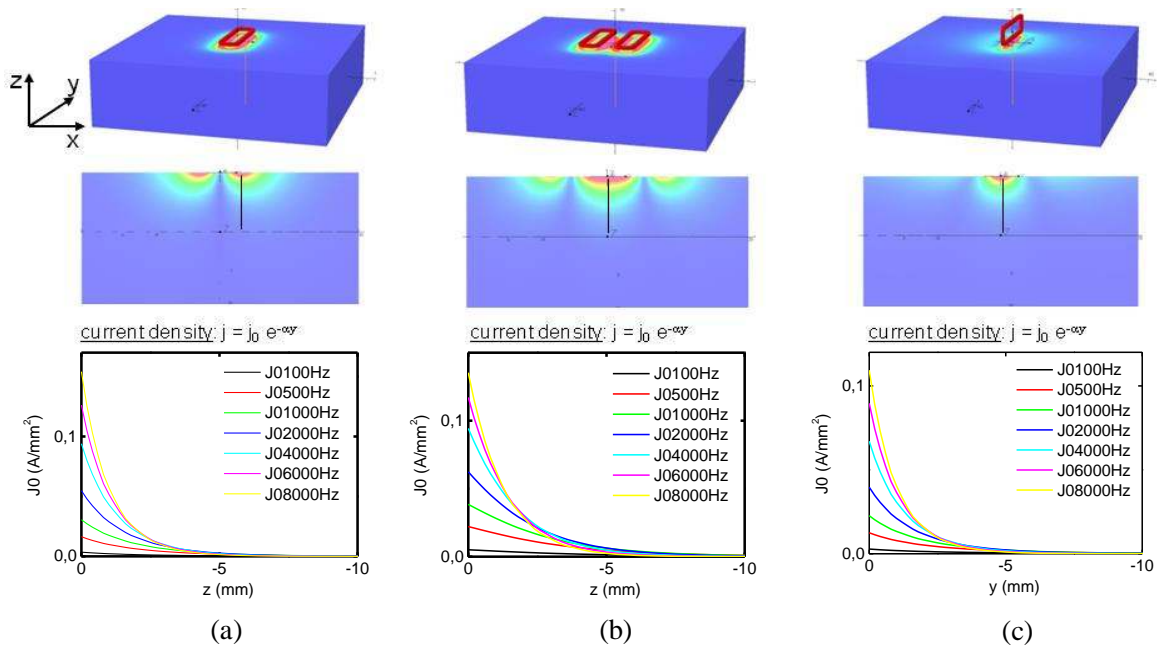 z
y
x
current density: j = j0 e-αy
J0 (A/mm2)
0,1
0,0
J0100Hz
J0500Hz
J01000Hz
J02000Hz
J04000Hz
J06000Hz
J08000Hz
0
-5
-10
z (mm)
(a)
current density: j = j0 e-αy
J0 (A/mm2)
0,1
0,0
J0100Hz
J0500Hz
J01000Hz
J02000Hz
J04000Hz
J06000Hz
J08000Hz
0
-5
-10
z (mm)
(b)
current density: j = j0 e-αy
J0 (A/mm2)
0,1
0,0
J0100Hz
J0500Hz
J01000Hz
J02000Hz
J04000Hz
J06000Hz
J08000Hz
0
-5
-10
y (mm)
(c)